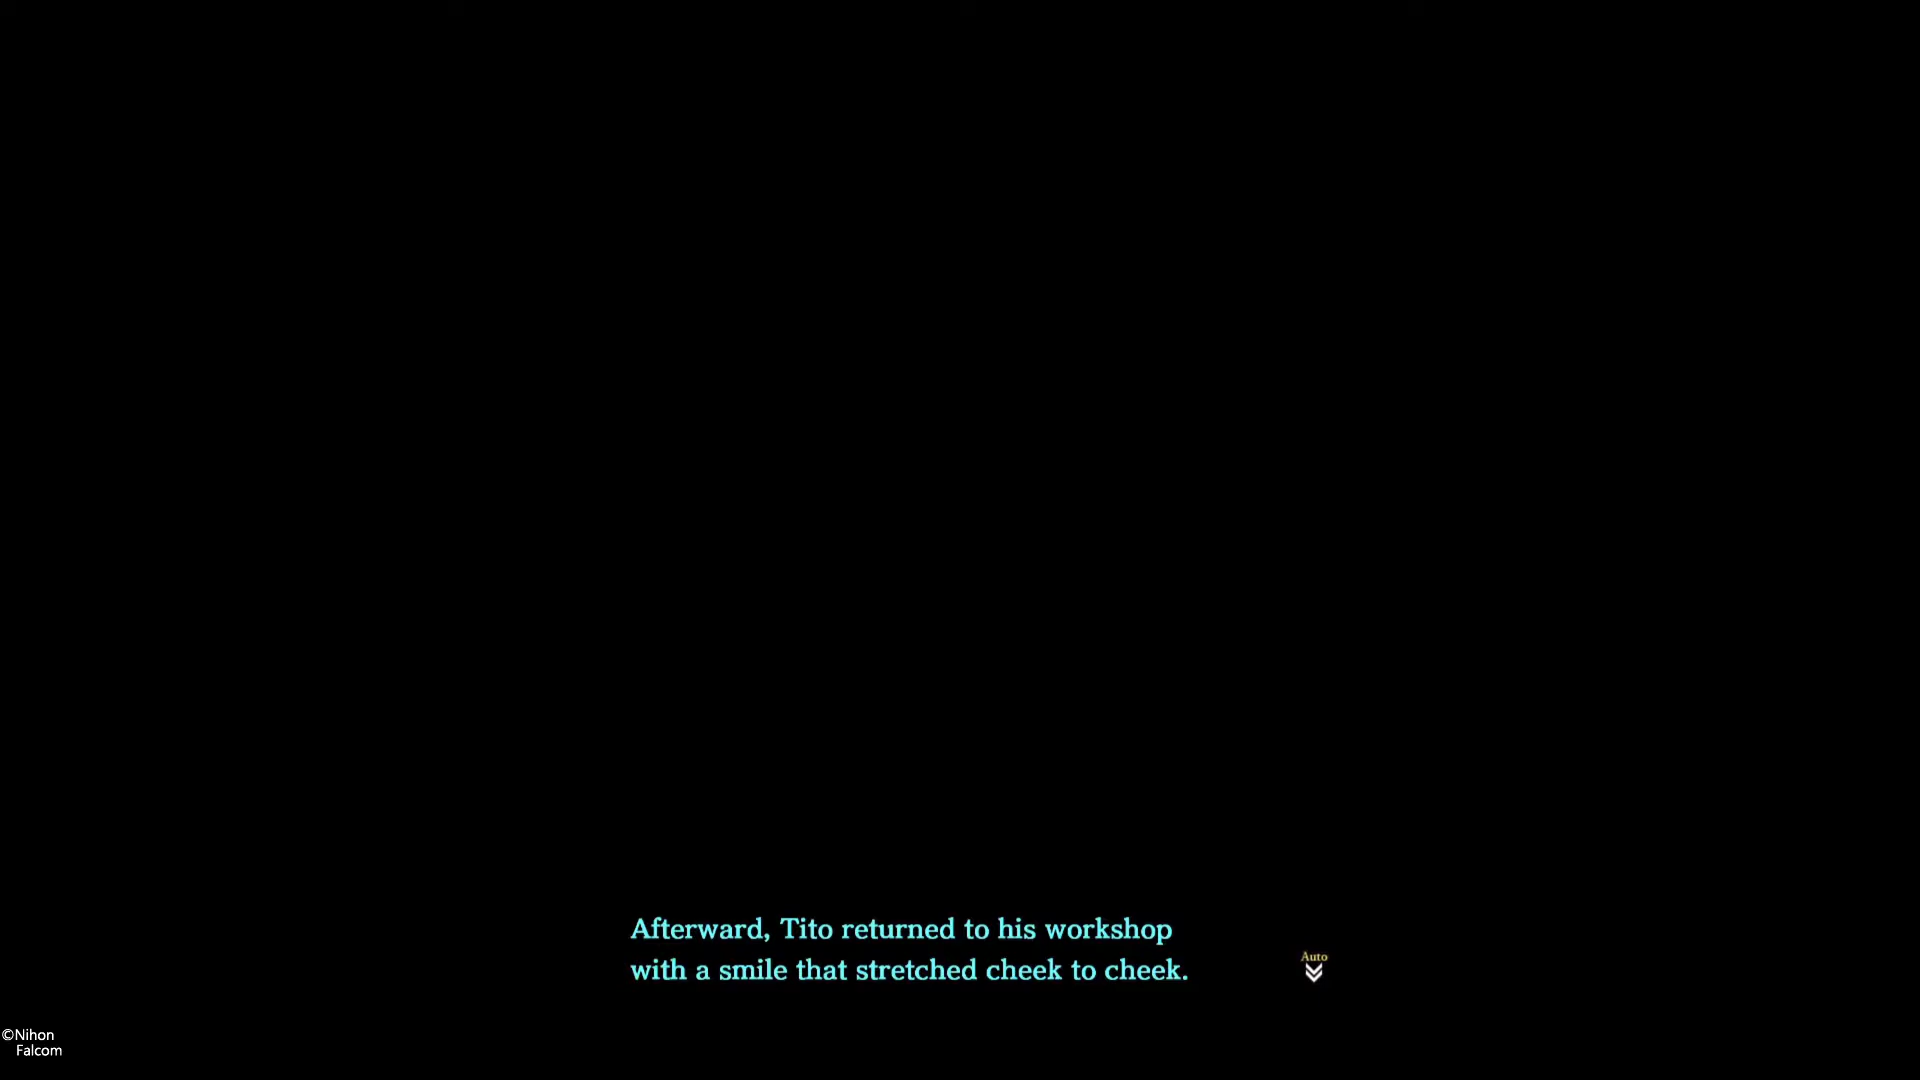 Afterward, Tito returned to his workshop
with a smile that stretched cheek to cheek.
Auto
©Nihon
Falcom